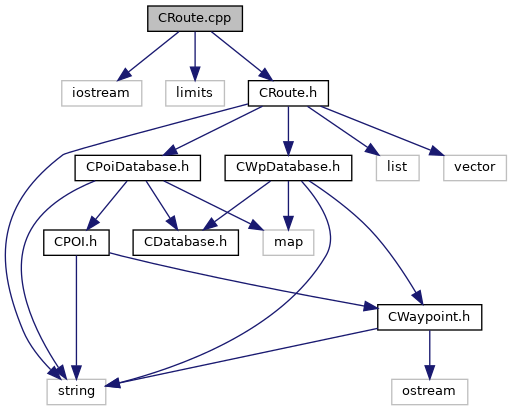 CRoute.cpp
iostream
limits
CRoute.h
CPoiDatabase.h
CWpDatabase.h
list
vector
CPOI.h
CDatabase.h
map
CWaypoint.h
string
ostream